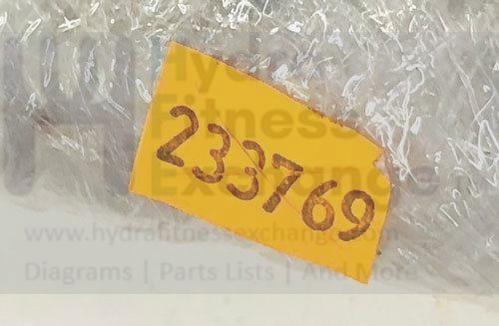 Hydra
Fitness
Exchange
233769
www.hydrafitnessexchange.com
Diagrams | Parts Lists | And More